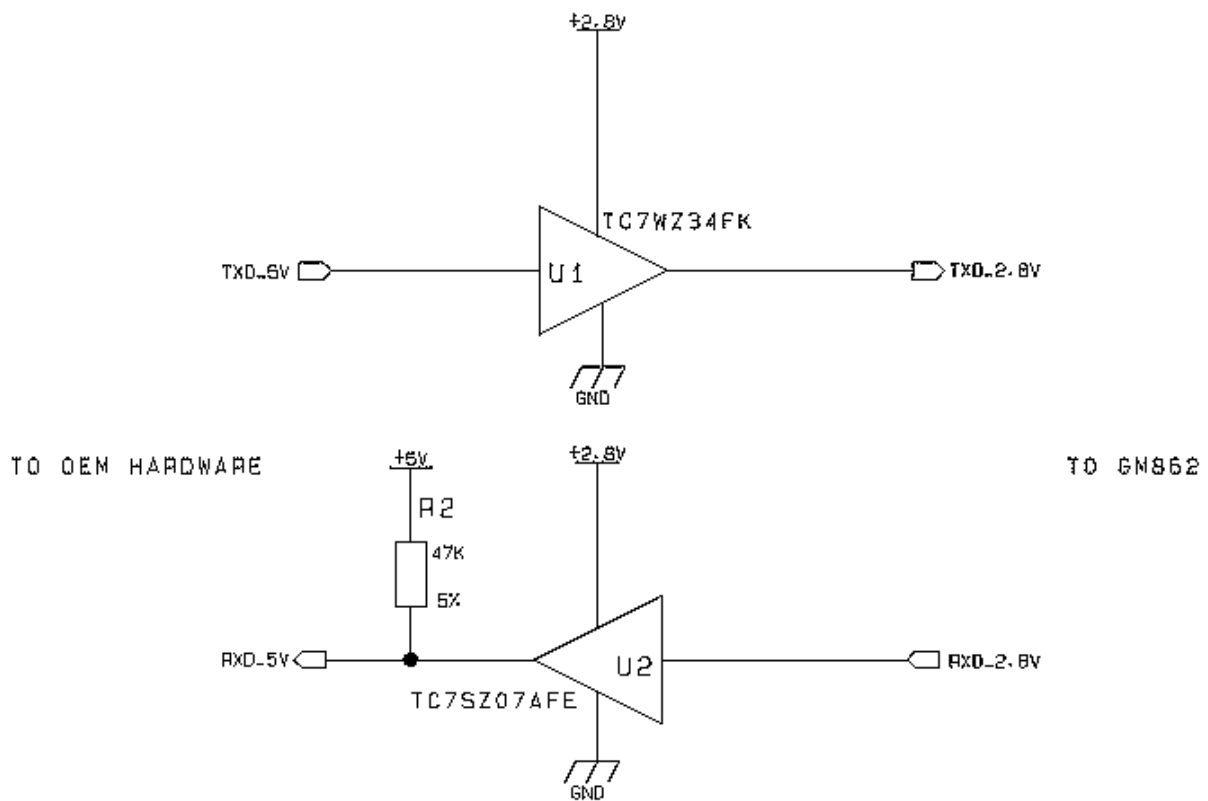 +2.8V
TC7WZ34FK
TXD_5V
U1
TXD_2.8V
GND
TO OEM HARDWARE
+5V
+2.8V
TO GM862
R2
47K
5%
RXD_5V
U2
RXD_2.8V
TC7SZ07AFE
GND